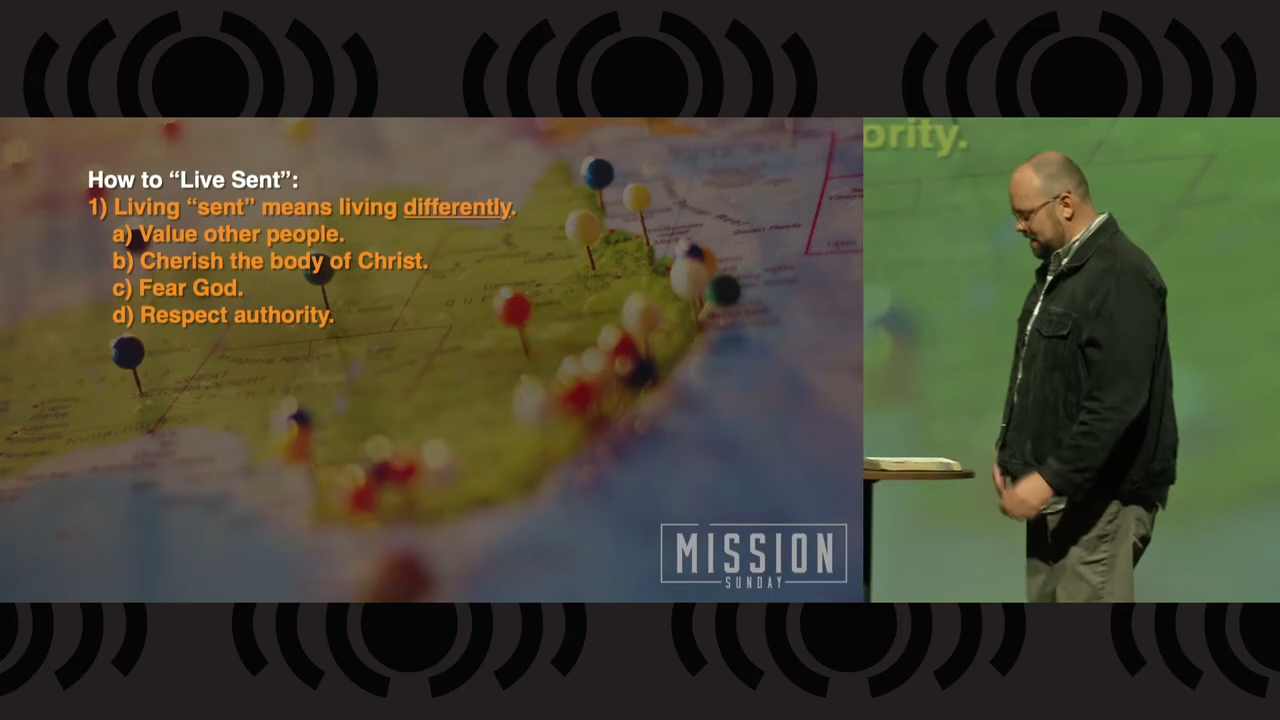 How to “Live Sent”:
1) Living “sent” means living differently.
a) Value other people.
b) Cherish the body of Christ.
c) Fear God.
d) Respect authority.
ority.
MISSION
SUNDAY